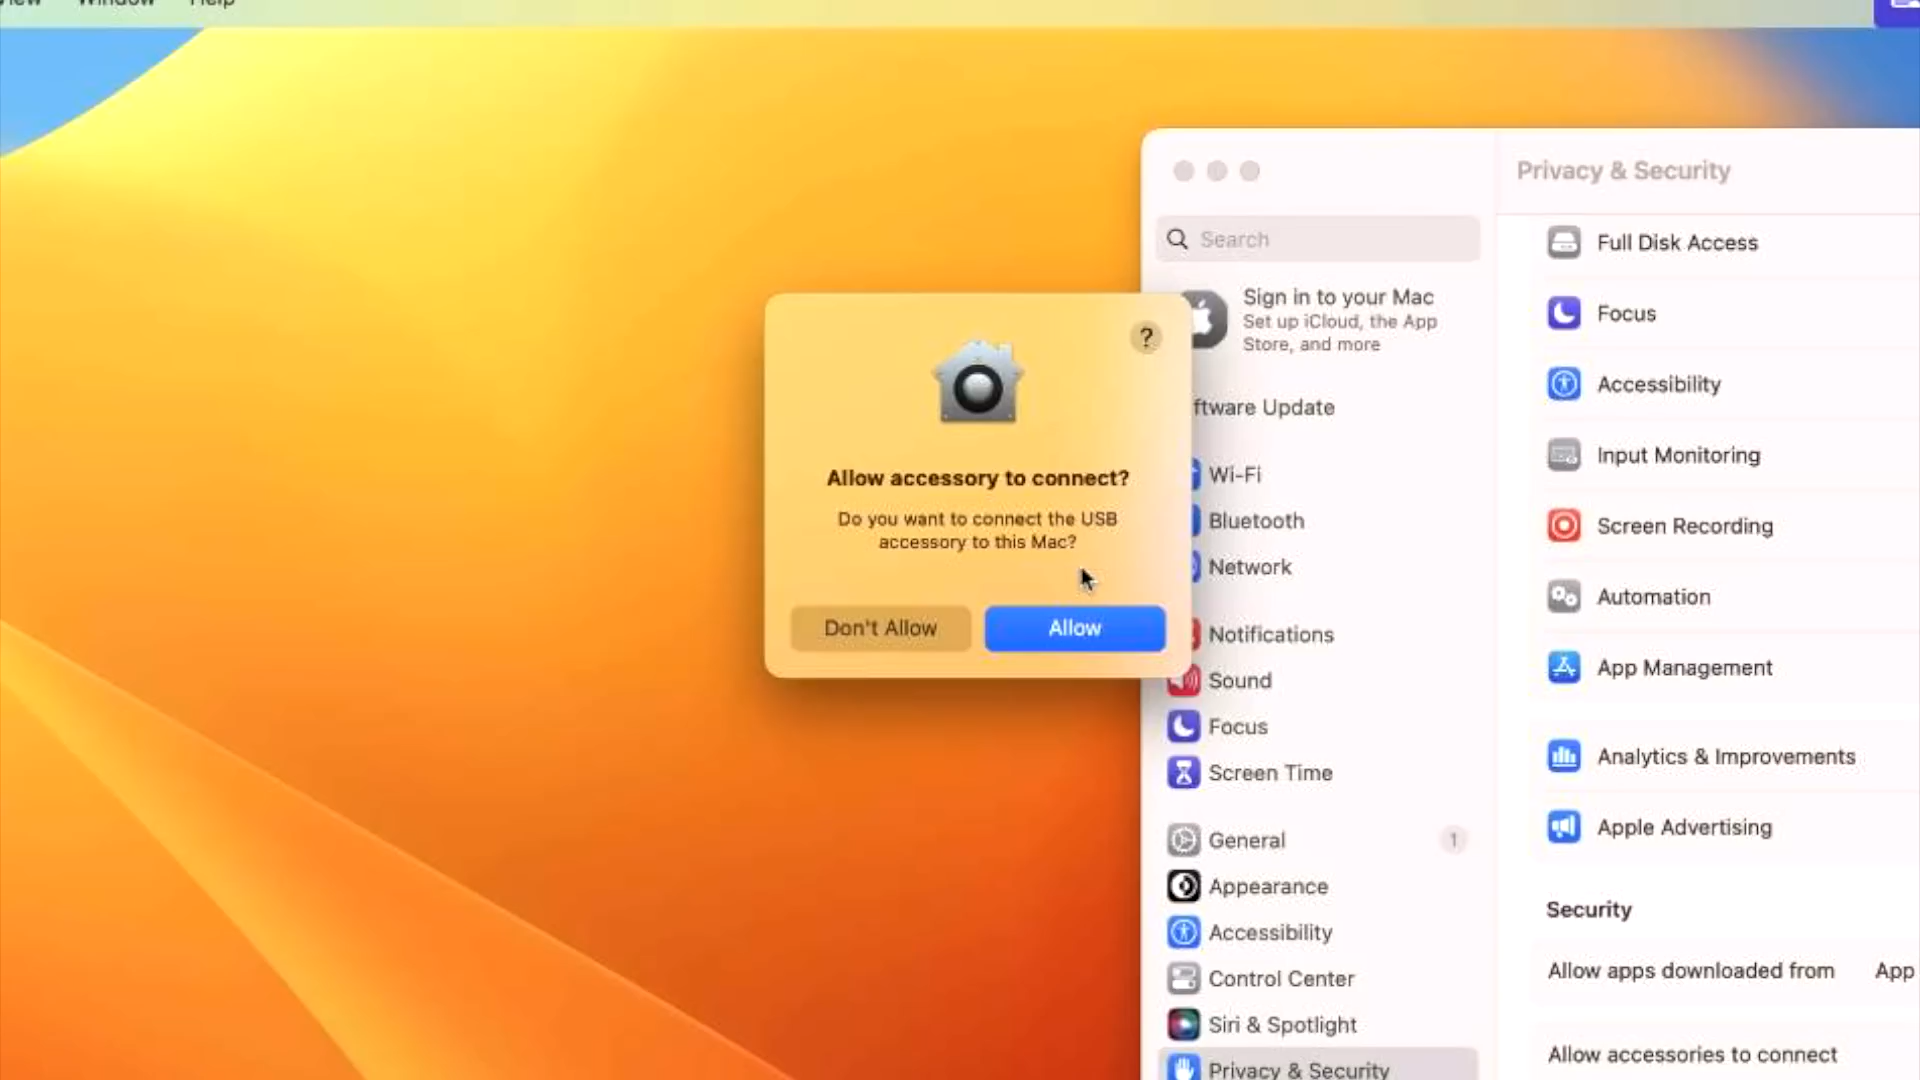 Window
Help
Privacy & Security
Search
Sign in to your Mac
Set up iCloud, the App
Store, and more
ftware Update
Wi-Fi
Bluetooth
Network
Notifications
Sound
Focus
Screen Time
General
1
Appearance
Accessibility
Control Center
Siri & Spotlight
Privacy & Security
?
Allow accessory to connect?
Do you want to connect the USB
accessory to this Mac?
Don't Allow
Allow
Full Disk Access
Focus
Accessibility
Input Monitoring
Screen Recording
Automation
App Management
Analytics & Improvements
Apple Advertising
Security
Allow apps downloaded from
App
Allow accessories to connect